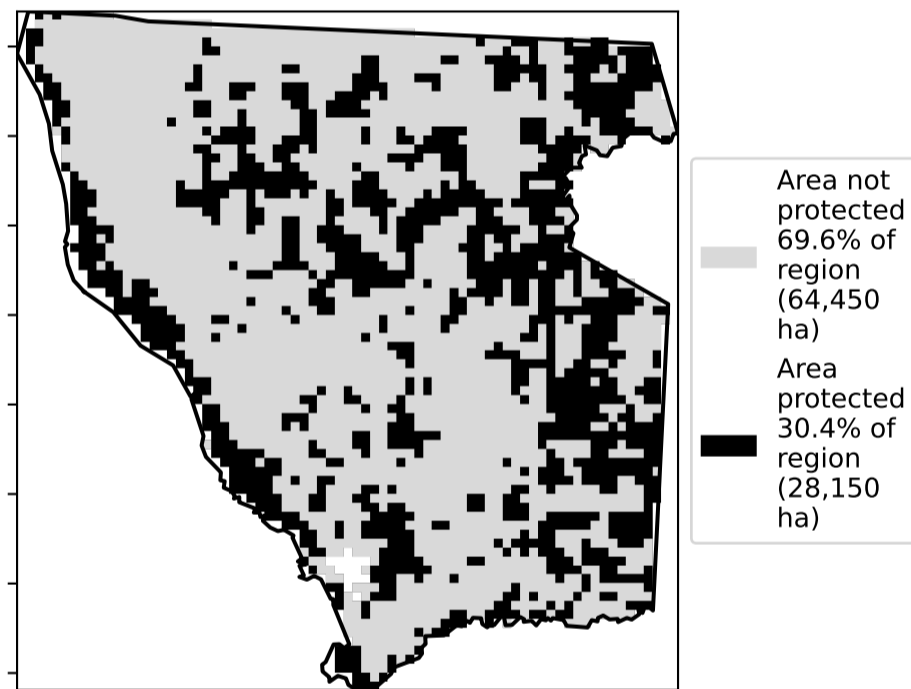 Area not
protected
69.6% of
region
(64,450
ha)
Area
protected
30.4% of
region
(28,150
ha)